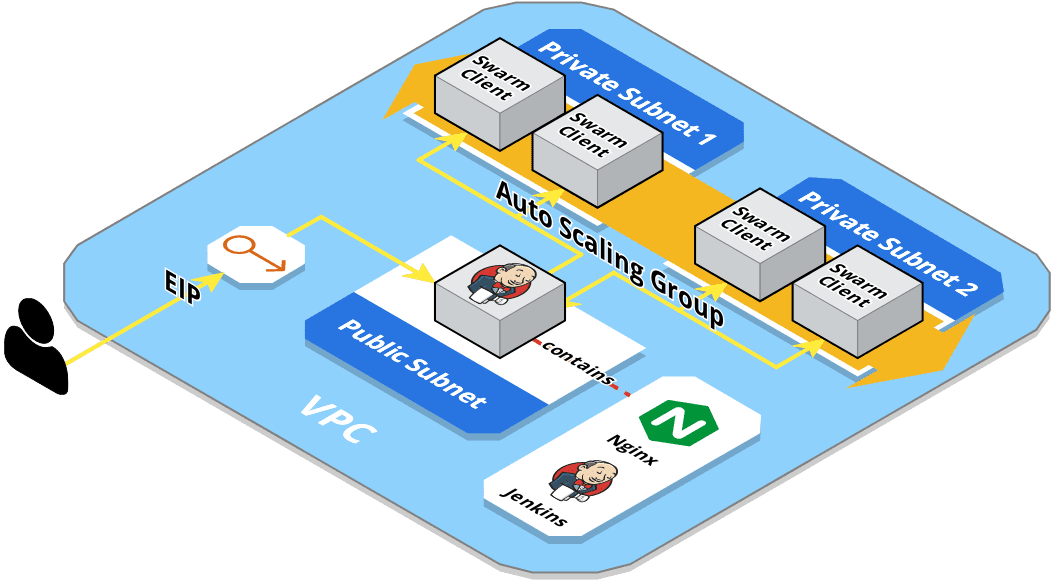 Swarm
Client
Private Subnet 1
Swarm
Client
Auto Scaling Group
Swarm
Client
Private Subnet 2
Swarm
Client
EIP
Public Subnet
contains
VPC
N
Nginx
Jenkins